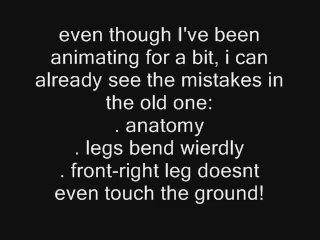 even though I've been
animating for a bit, i can
already see the mistakes in
the old one:
. anatomy
. legs bend wierdly
. front-right leg doesnt
even touch the ground!